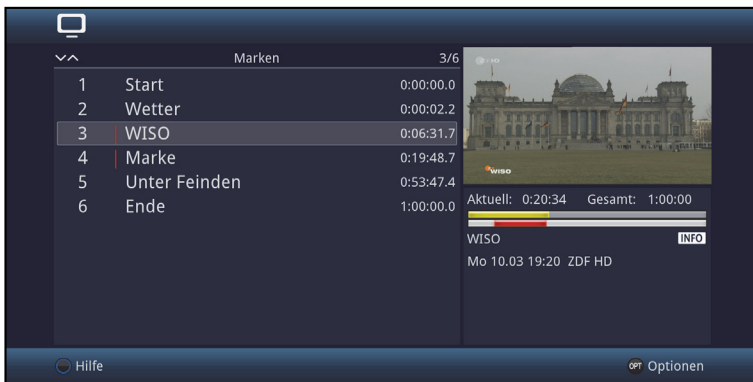 Marken 3/6
1 Start 0:00:00.0
2 Wetter 0:00:02.2
3 WISO 0:06:31.7
4 Marke 0:19:48.7
5 Unter Feinden 0:53:47.4
6 Ende 1:00:00.0
WISO
Aktuell: 0:20:34 Gesamt: 1:00:00
WISO INFO
Mo 10.03 19:20 ZDF HD
Hilfe
OPT Optionen